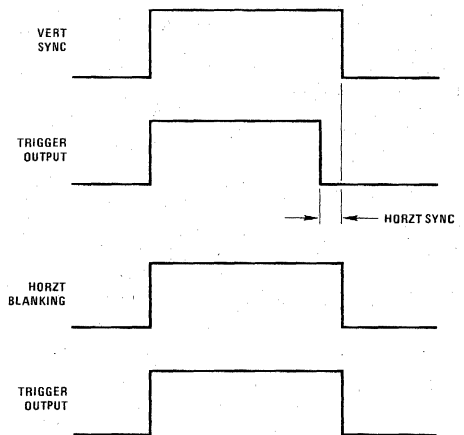 VERT
SYNC
TRIGGER
OUTPUT
HORZT SYNC
HORZT
BLANKING
TRIGGER
OUTPUT